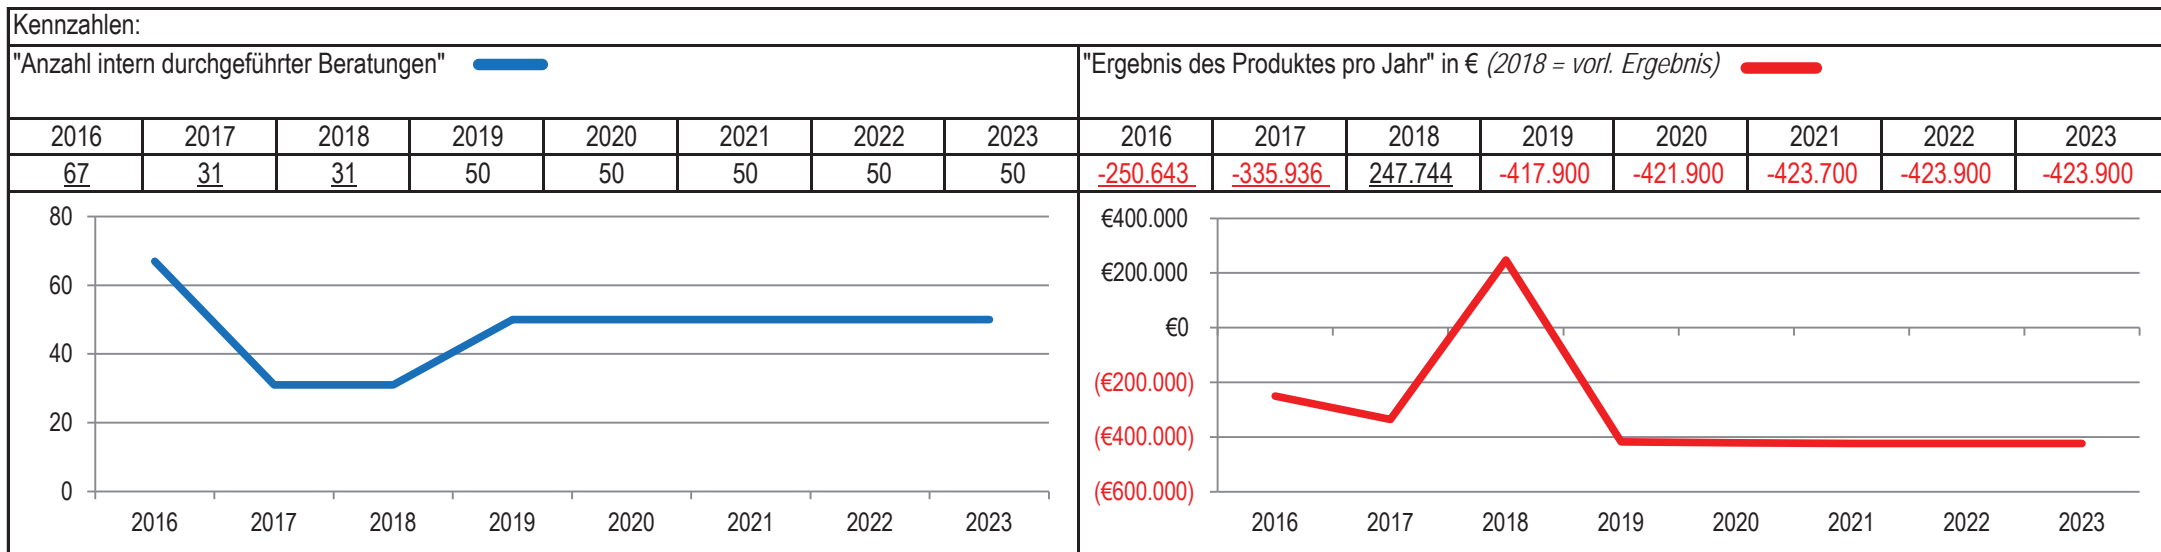 Kennzahlen:
"Anzahl intern durchgeführter Beratungen"
"Ergebnis des Produktes pro Jahr" in € (2018 = vorl. Ergebnis)
2016 2017 2018 2019 2020 2021 2022 2023 2016 2017 2018 2019 2020 2021 2022 2023
67 31 31 50 50 50 50 50 -250.643 -335.936 247.744 -417.900 -421.900 -423.700 -423.900 -423.900
80
60
40
20
0
2016 2017 2018 2019 2020 2021 2022 2023
€400.000
€200.000
€0
(€200.000)
(€400.000)
(€600.000)
2016 2017 2018 2019 2020 2021 2022 2023